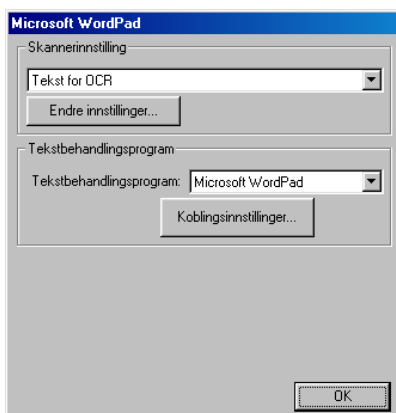 Microsoft WordPad
Skannerinnstilling
Tekst for OCR
Endre innstillinger...
Tekstbehandlingsprogram
Tekstbehandlingsprogram: Microsoft WordPad
Koblingsinnstillinger...
OK